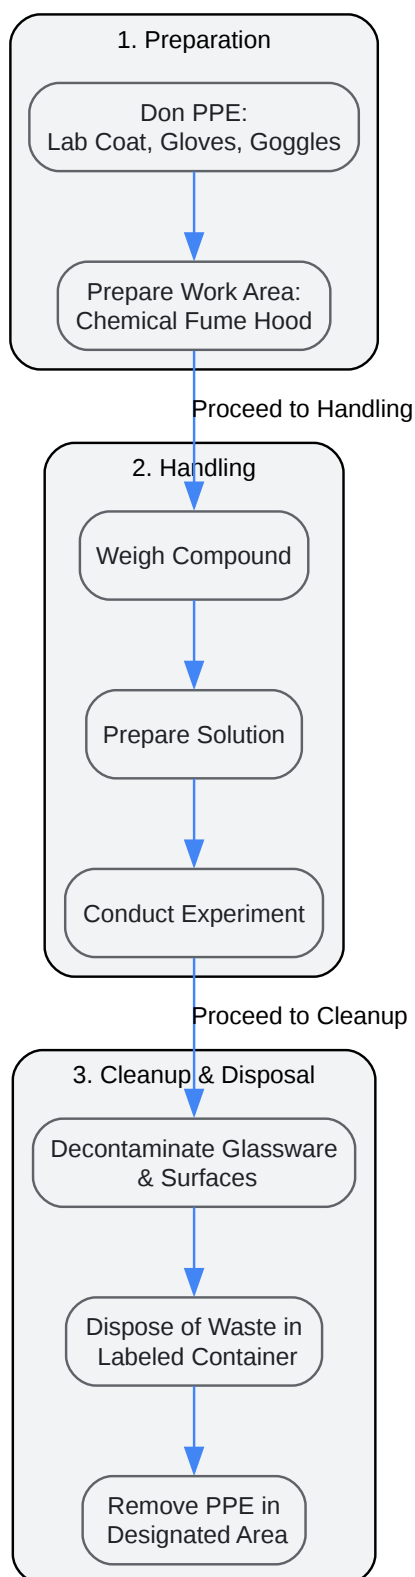 1. Preparation
Don PPE:
Lab Coat, Gloves, Goggles
Prepare Work Area:
Chemical Fume Hood
Proceed to Handling
2. Handling
Weigh Compound
Prepare Solution
Conduct Experiment
Proceed to Cleanup
3. Cleanup & Disposal
Decontaminate Glassware
& Surfaces
Dispose of Waste in
Labeled Container
Remove PPE in
Designated Area